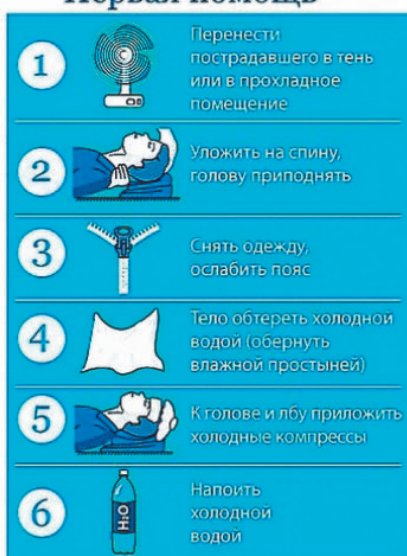 Первая помощь
1
Перенести
пострадавшего в тень
или в прохладное
помещение
2
Уложить на спину,
голову приподнять
3
Снять одежду,
ослабить пояс
4
Тело обтереть холодной
водой (обернуть
влажной простыней)
5
К голове и лбу приложить
холодные компрессы
6
H₂O
Напоить
холодной
водой